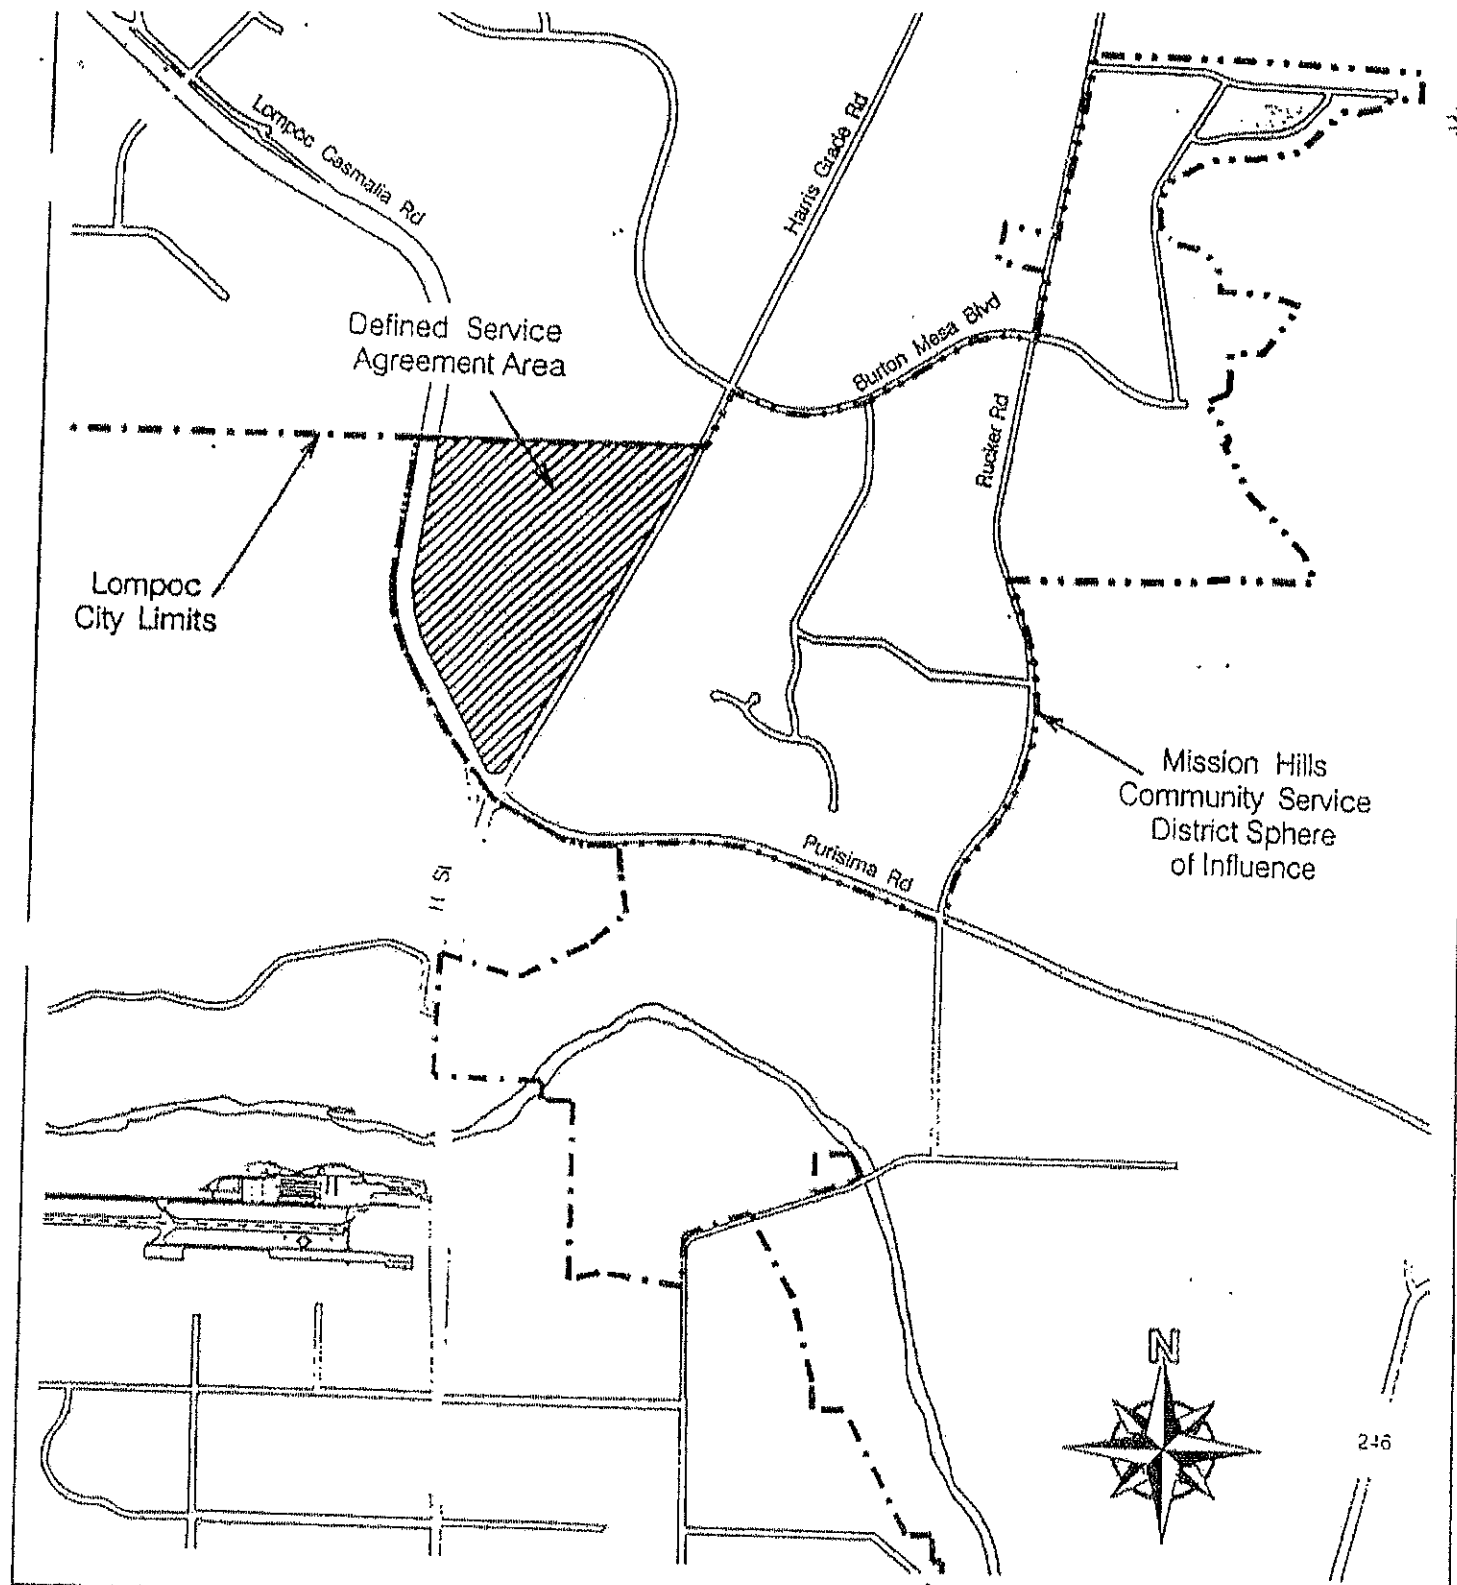 Lompoc Casmalia Rd
Harris Grade Rd
Defined Service
Agreement Area
Burton Mesa Blvd
Rucker Rd
Lompoc
City Limits
Mission Hills
Community Service
District Sphere
of Influence
Purisima Rd
H St
N
246